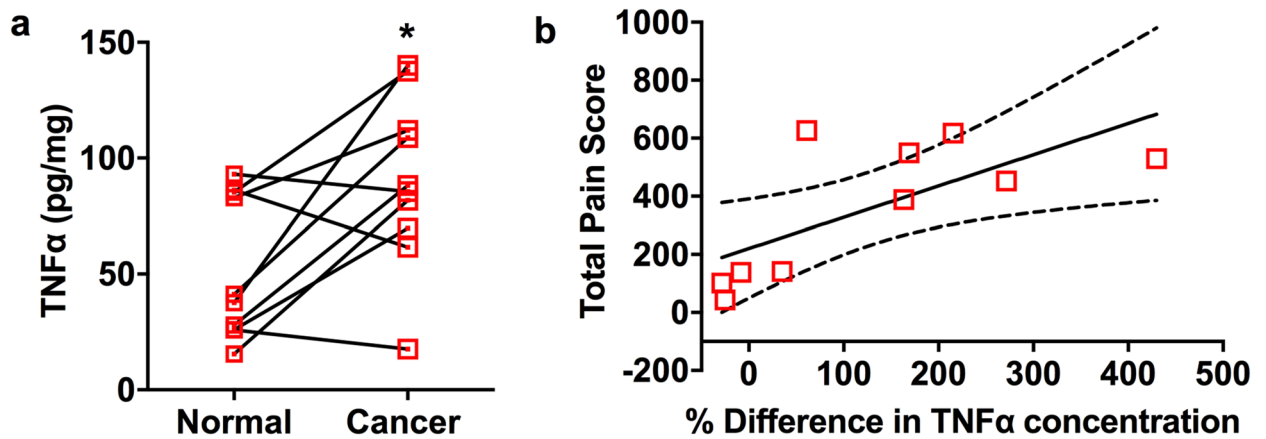 a
*
150
100
50
0
TNFα (pg/mg)
Normal
Cancer
b
1000
800
600
400
200
0
-200
Total Pain Score
0
100
200
300
400
500
% Difference in TNFα concentration